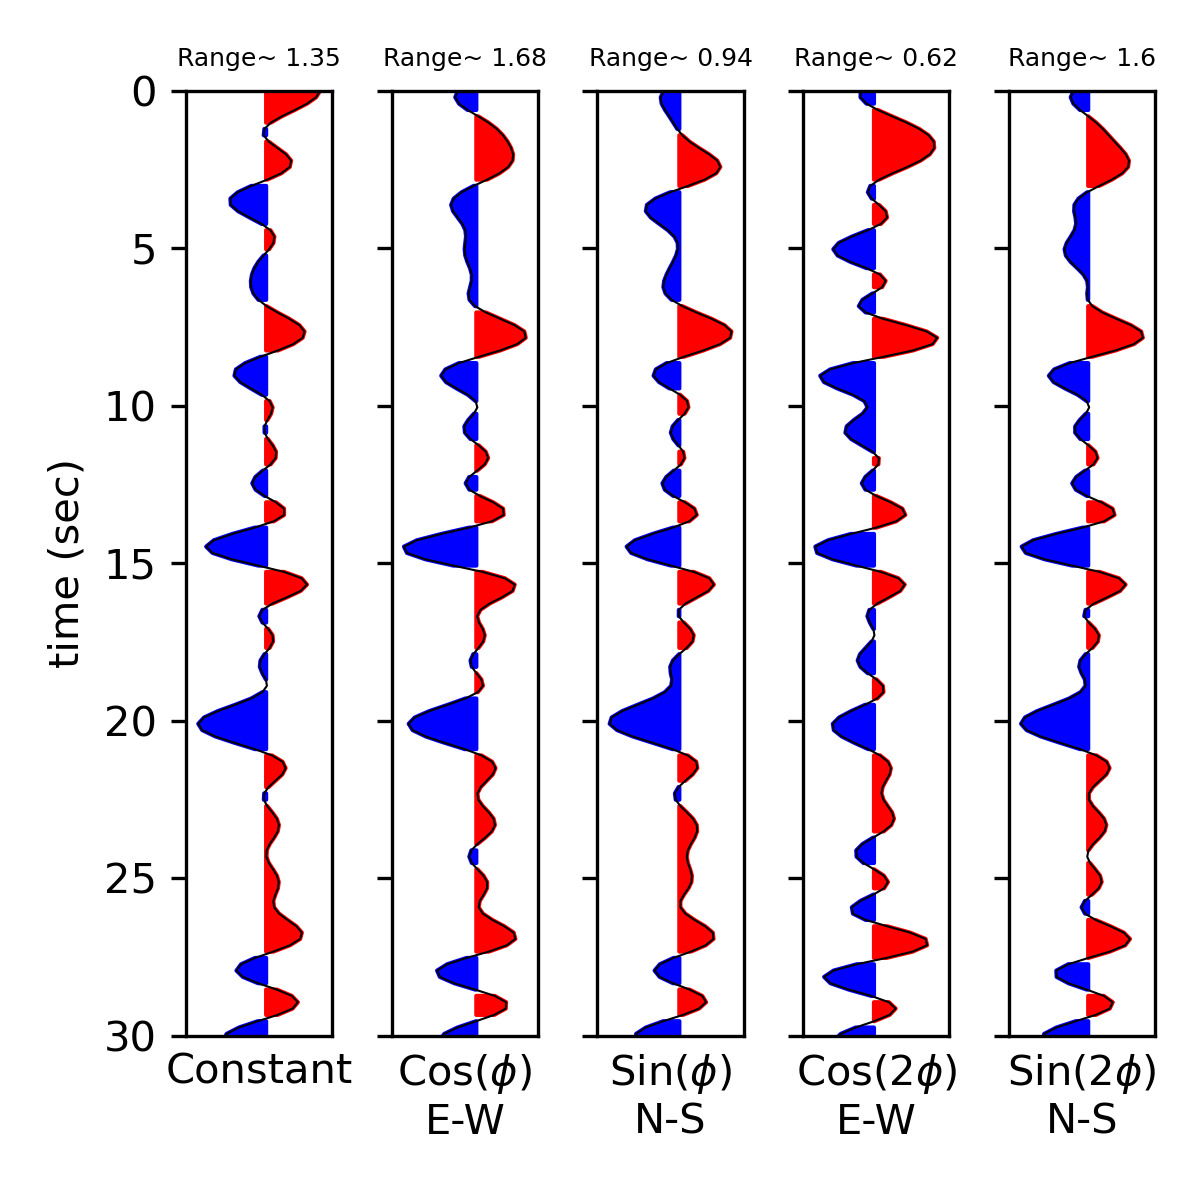 Range~ 1.35 Range~ 1.68 Range~ 0.94 Range~ 0.62 Range~ 1.6
0
5
10
15
20
25
30
time (sec)
Constant Cos(ϕ) Sin(ϕ) Cos(2ϕ) Sin(2ϕ)
E-W N-S E-W N-S